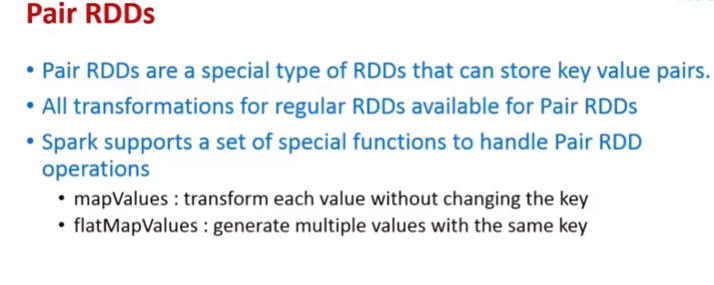 Pair RDDs
• Pair RDDs are a special type of RDDs that can store key value pairs.
• All transformations for regular RDDs available for Pair RDDs
• Spark supports a set of special functions to handle Pair RDD
operations
• mapValues : transform each value without changing the key
• flatMapValues : generate multiple values with the same key